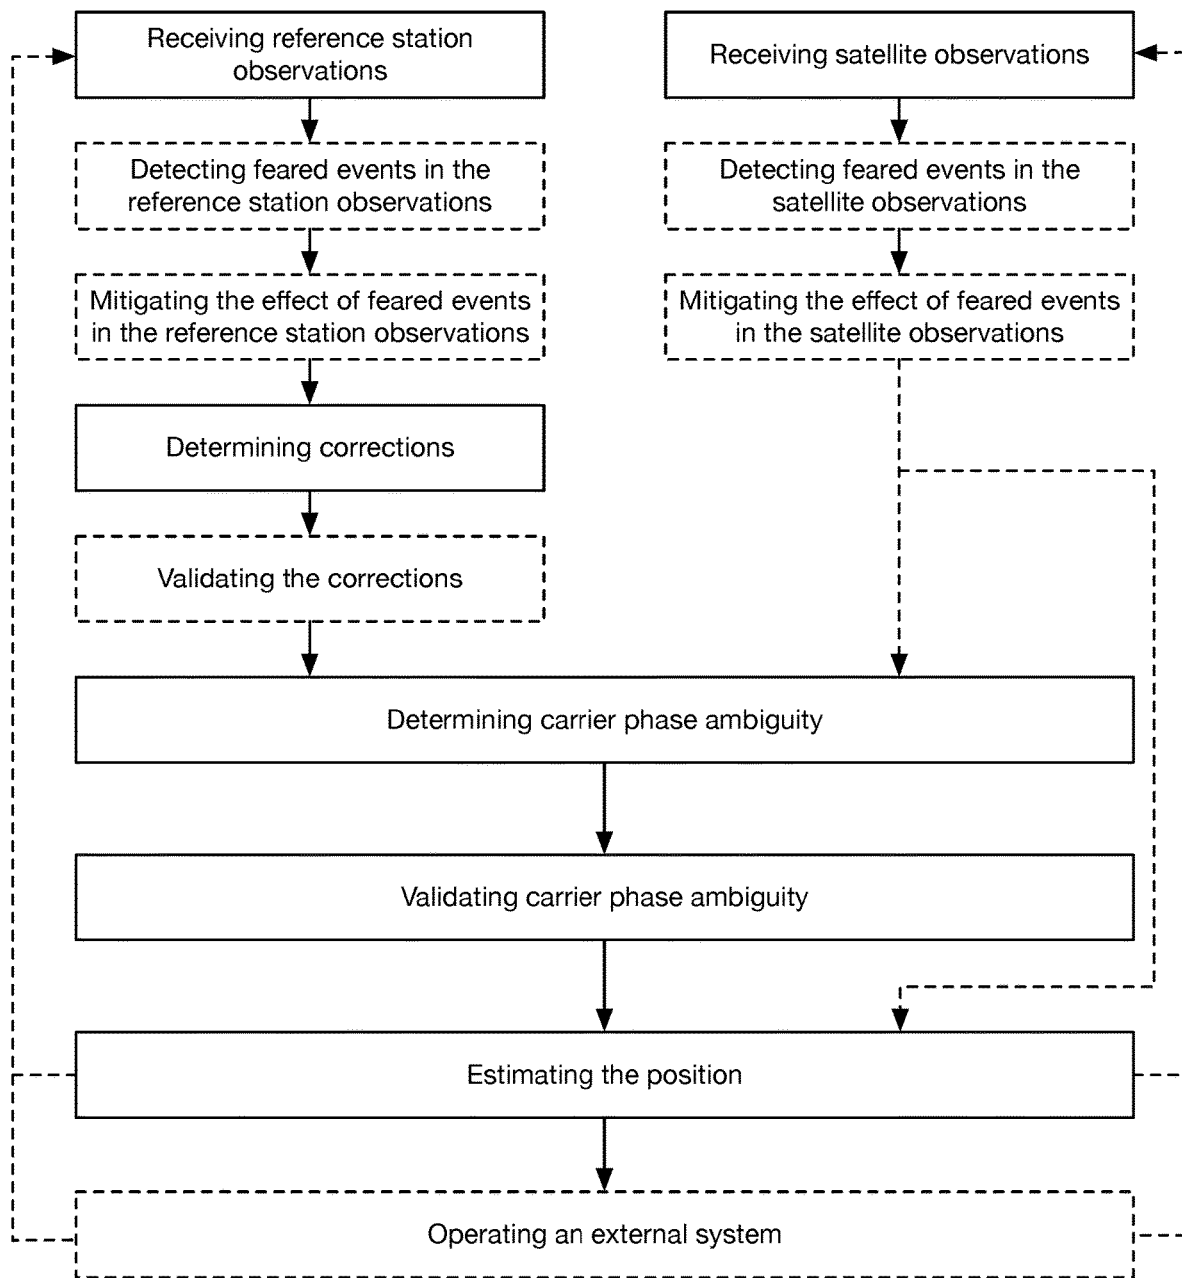 Receiving reference station
observations
Receiving satellite observations
Detecting feared events in the
reference station observations
Detecting feared events in the
satellite observations
Mitigating the effect of feared events
in the reference station observations
Mitigating the effect of feared events
in the satellite observations
Determining corrections
Validating the corrections
Determining carrier phase ambiguity
Validating carrier phase ambiguity
Estimating the position
Operating an external system